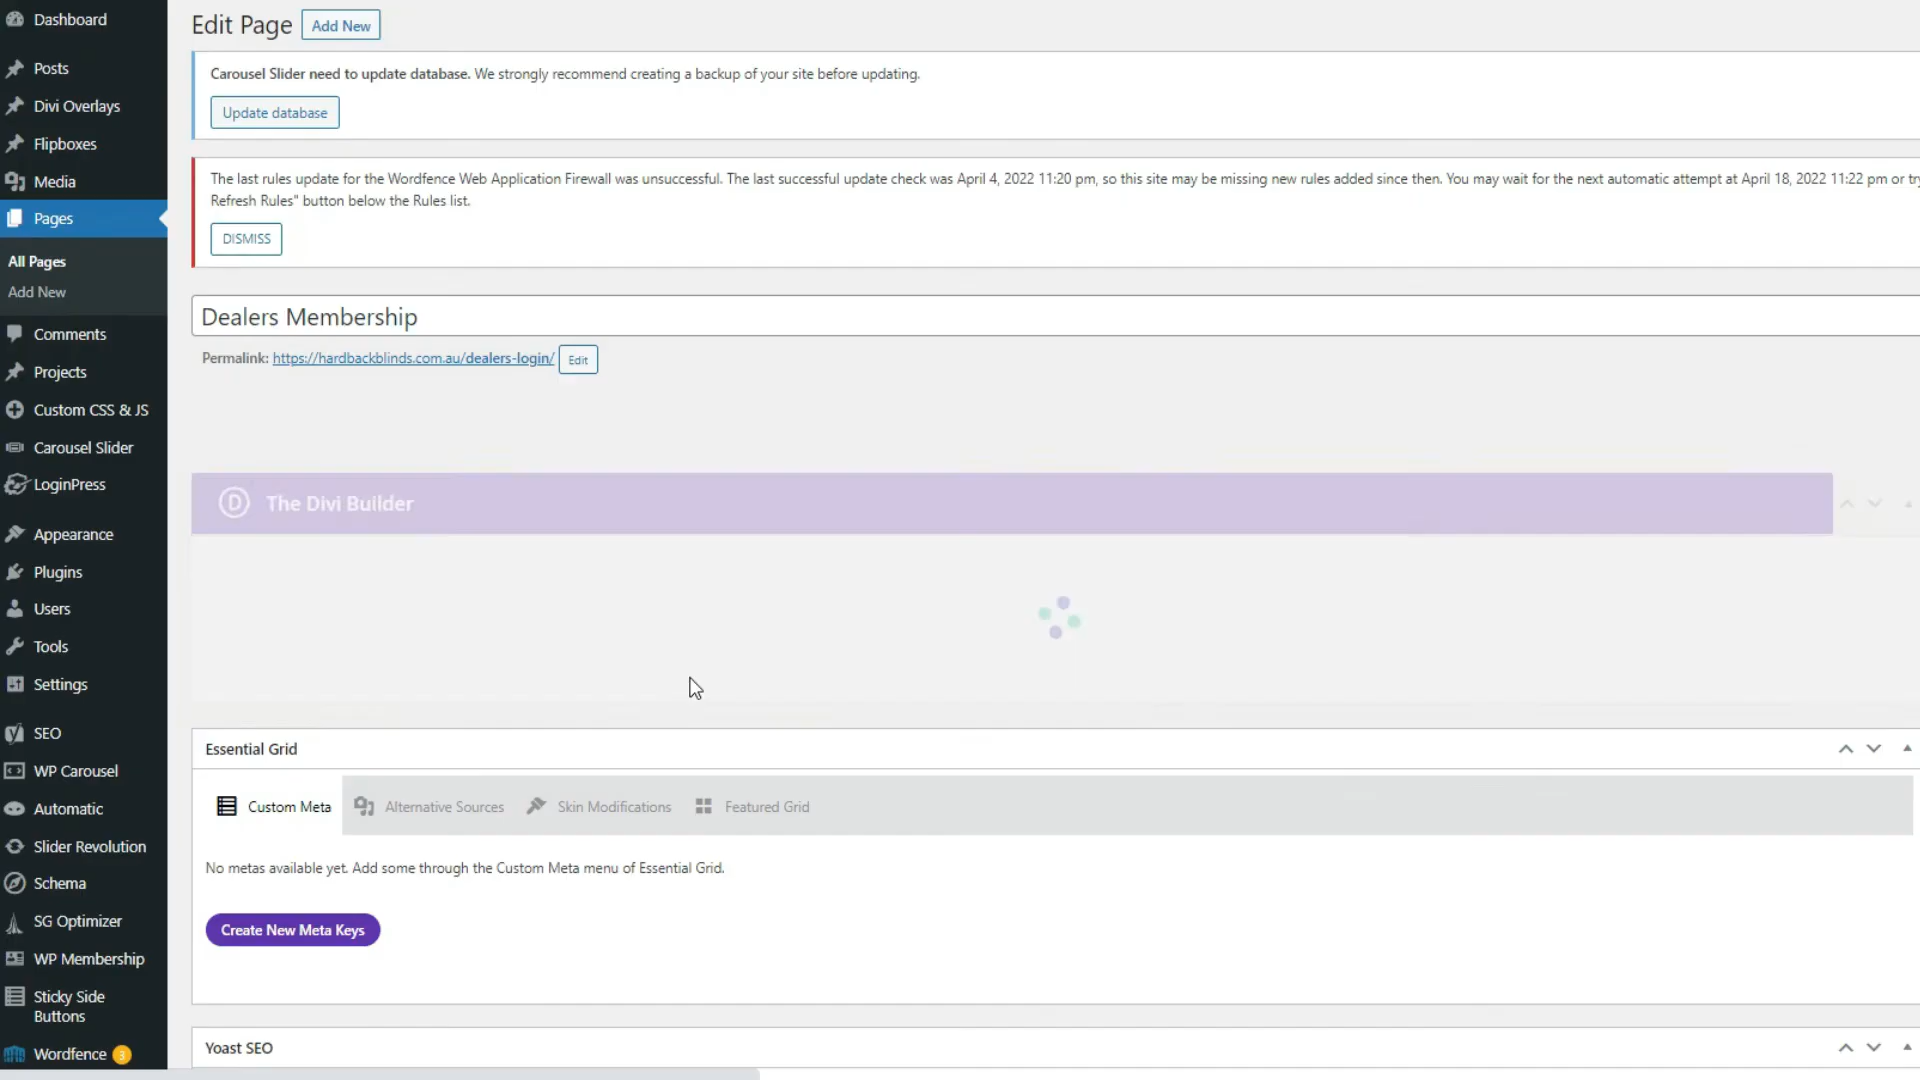 Dashboard
Posts
Divi Overlays
Flipboxes
Media
Pages
All Pages
Add New
Comments
Projects
Custom CSS & JS
Carousel Slider
LoginPress
Appearance
Plugins
Users
Tools
Settings
SEO
WP Carousel
Automatic
Slider Revolution
Schema
SG Optimizer
WP Membership
Sticky Side
Buttons
Wordfence 3
Edit Page Add New
Carousel Slider need to update database. We strongly recommend creating a backup of your site before updating.
Update database
The last rules update for the Wordfence Web Application Firewall was unsuccessful. The last successful update check was April 4, 2022 11:20 pm, so this site may be missing new rules added since then. You may wait for the next automatic attempt at April 18, 2022 11:22 pm or
Refresh Rules" button below the Rules list.
DISMISS
Dealers Membership
Permalink: https://hardbackblinds.com.au/dealers-login/ Edit
D The Divi Builder
Essential Grid
Custom Meta Alternative Sources Skin Modifications Featured Grid
No metas available yet. Add some through the Custom Meta menu of Essential Grid.
Create New Meta Keys
Yoast SEO